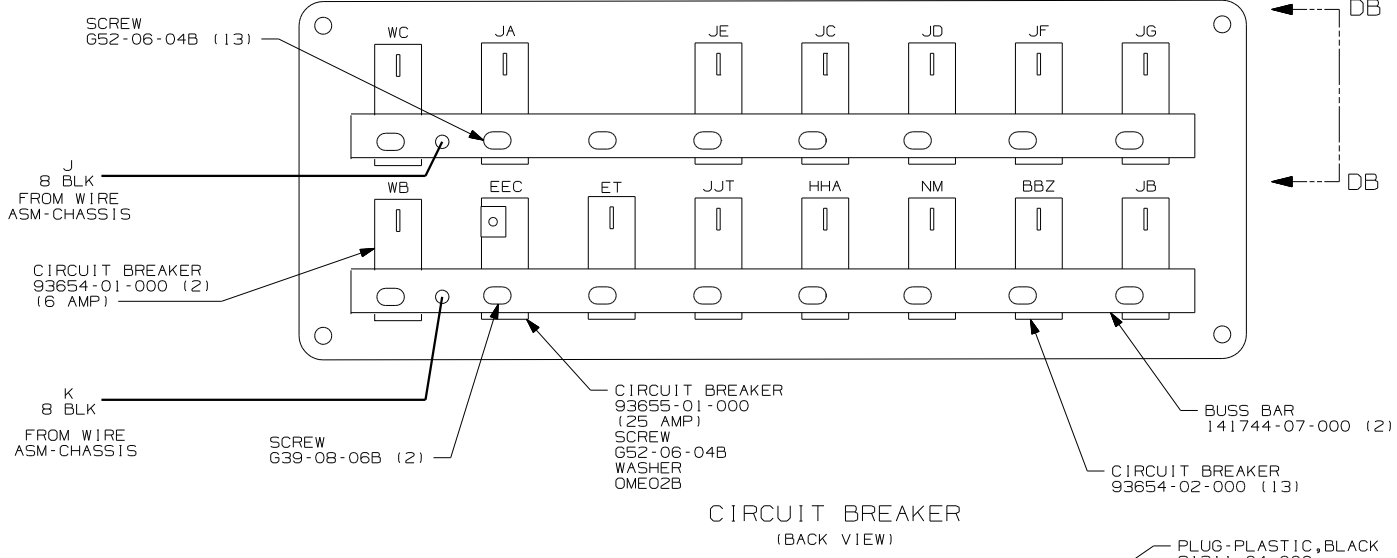 SCREW
G52-06-04B (13)
WC
JA
JE
JC
JD
JF
JG
DB
J
8 BLK
FROM WIRE
ASM-CHASSIS
DB
WB
EEC
ET
JJT
HHA
NM
BBZ
JB
CIRCUIT BREAKER
93654-01-000 (2)
(6 AMP)
K
8 BLK
FROM WIRE
ASM-CHASSIS
SCREW
G39-08-06B (2)
CIRCUIT BREAKER
93655-01-000
(25 AMP)
SCREW
G52-06-04B
WASHER
OME02B
BUSS BAR
141744-07-000 (2)
CIRCUIT BREAKER
93654-02-000 (13)
CIRCUIT BREAKER
(BACK VIEW)
PLUG-PLASTIC,BLACK